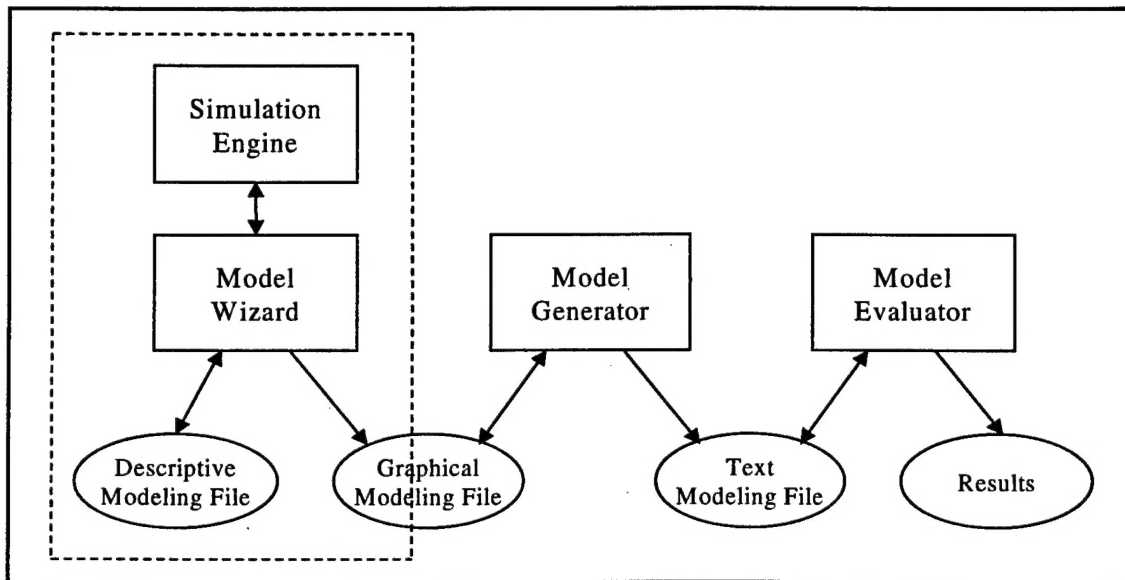 Simulation
Engine
Model
Wizard
Model
Generator
Model
Evaluator
Descriptive
Modeling File
Graphical
Modeling File
Text
Modeling File
Results